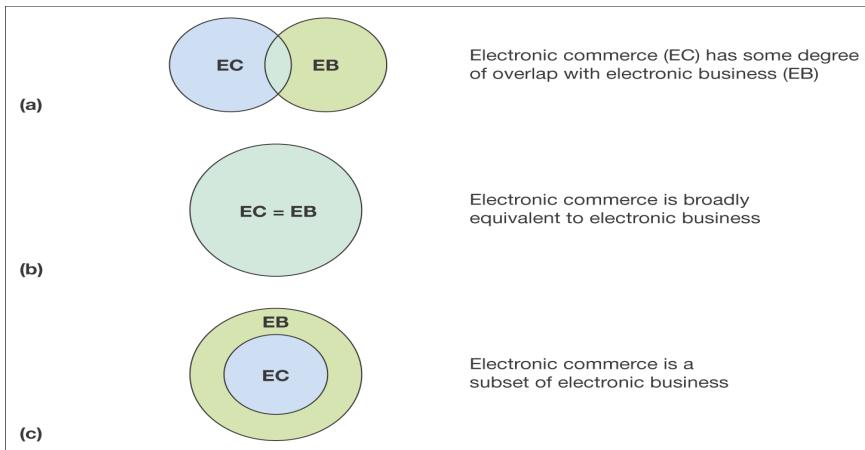 EC
EB
Electronic commerce (EC) has some degree
of overlap with electronic business (EB)
(a)
EC = EB
Electronic commerce is broadly
equivalent to electronic business
(b)
EB
EC
Electronic commerce is a
subset of electronic business
(c)